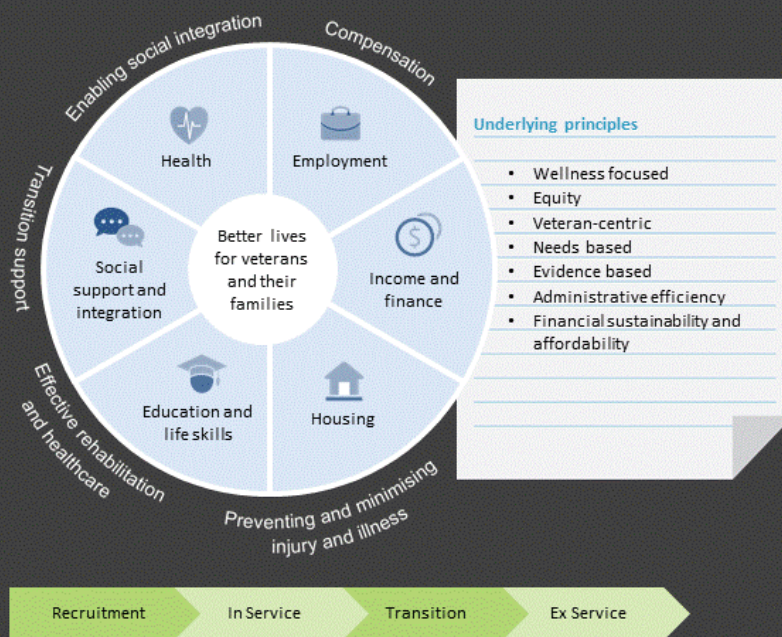 Enabling social integration
Compensation
Transition support
Effective rehabilitation
and healthcare
Preventing and minimising
injury and illness
Health
Employment
Social
support and
integration
Better lives
for veterans
and their
families
Income and
finance
$
Education and
life skills
Housing
Underlying principles
• Wellness focused
• Equity
• Veteran-centric
• Needs based
• Evidence based
• Administrative efficiency
• Financial sustainability and
affordability
Recruitment
In Service
Transition
Ex Service